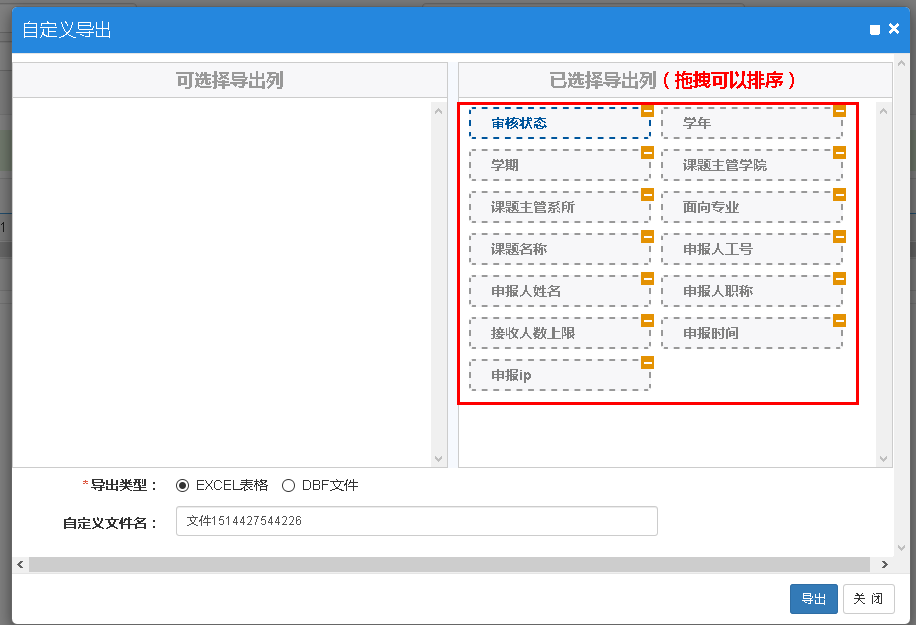 自定义导出
可选择导出列
已选择导出列（拖拽可以排序）
审核状态 学年
学期 课题主管学院
课题主管系所 面向专业
课题名称 申报人工号
申报人姓名 申报人职称
接收人数上限 申报时间
申报ip
1
*导出类型： EXCEL表格 DBF文件
自定义文件名： 文件1514427544226
导出 关 闭